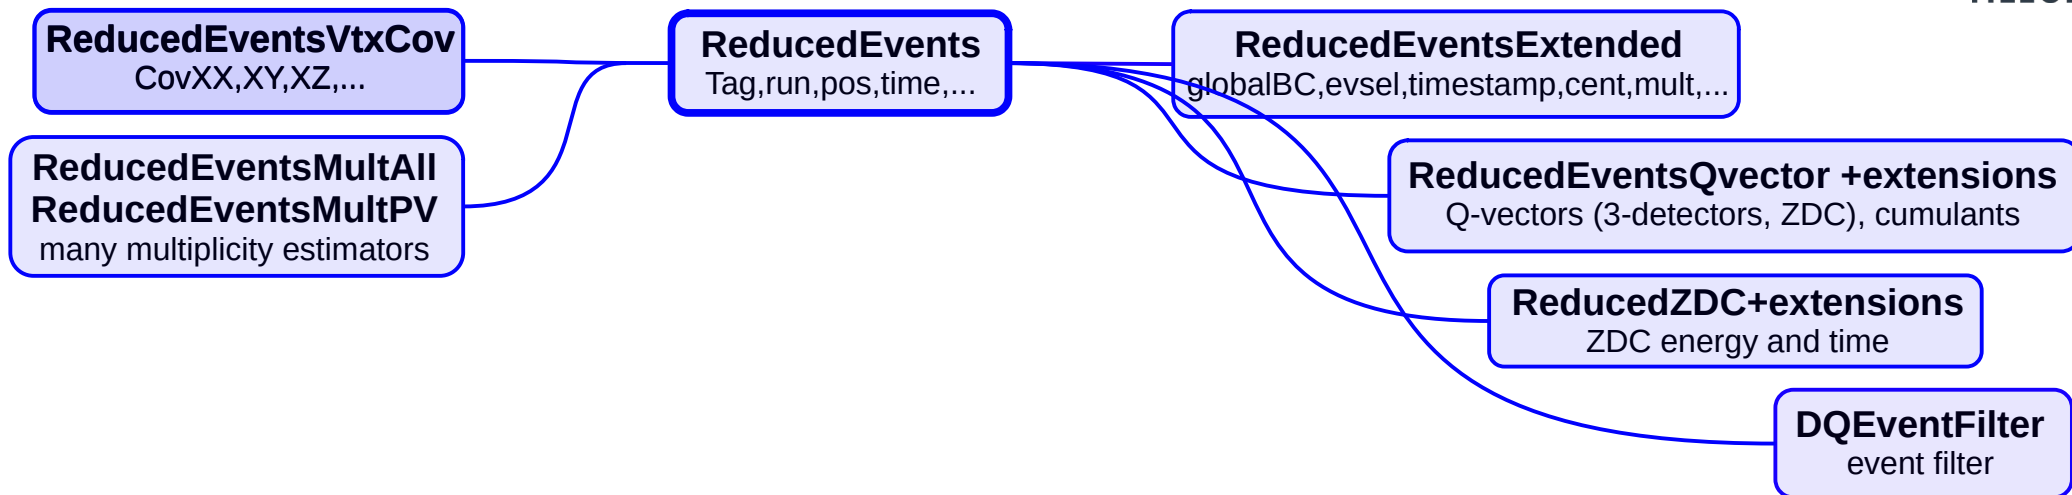 ReducedEventsVtxCov
CovXX,XY,XZ,...
ReducedEventsMultAll
ReducedEventsMultPV
many multiplicity estimators
ReducedEvents
Tag,run,pos,time,...
ReducedEventsExtended
globalBC,evsel,timestamp,cent,mult,...
ReducedEventsQvector +extensions
Q-vectors (3-detectors, ZDC), cumulants
ReducedZDC+extensions
ZDC energy and time
DQEventFilter
event filter